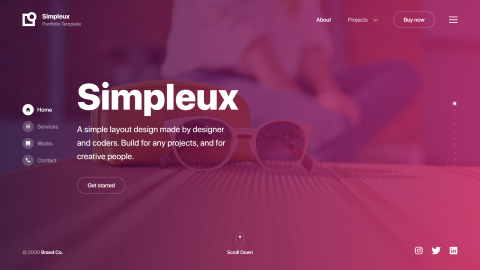 Simpleux
Portfolio Template
About
Projects
Buy now
Home
Services
Works
Contact
Simpleux
A simple layout design made by designer
and coders. Build for any projects, and for
creative people.
Get started
© 2000 Brand Co.
Scroll Down